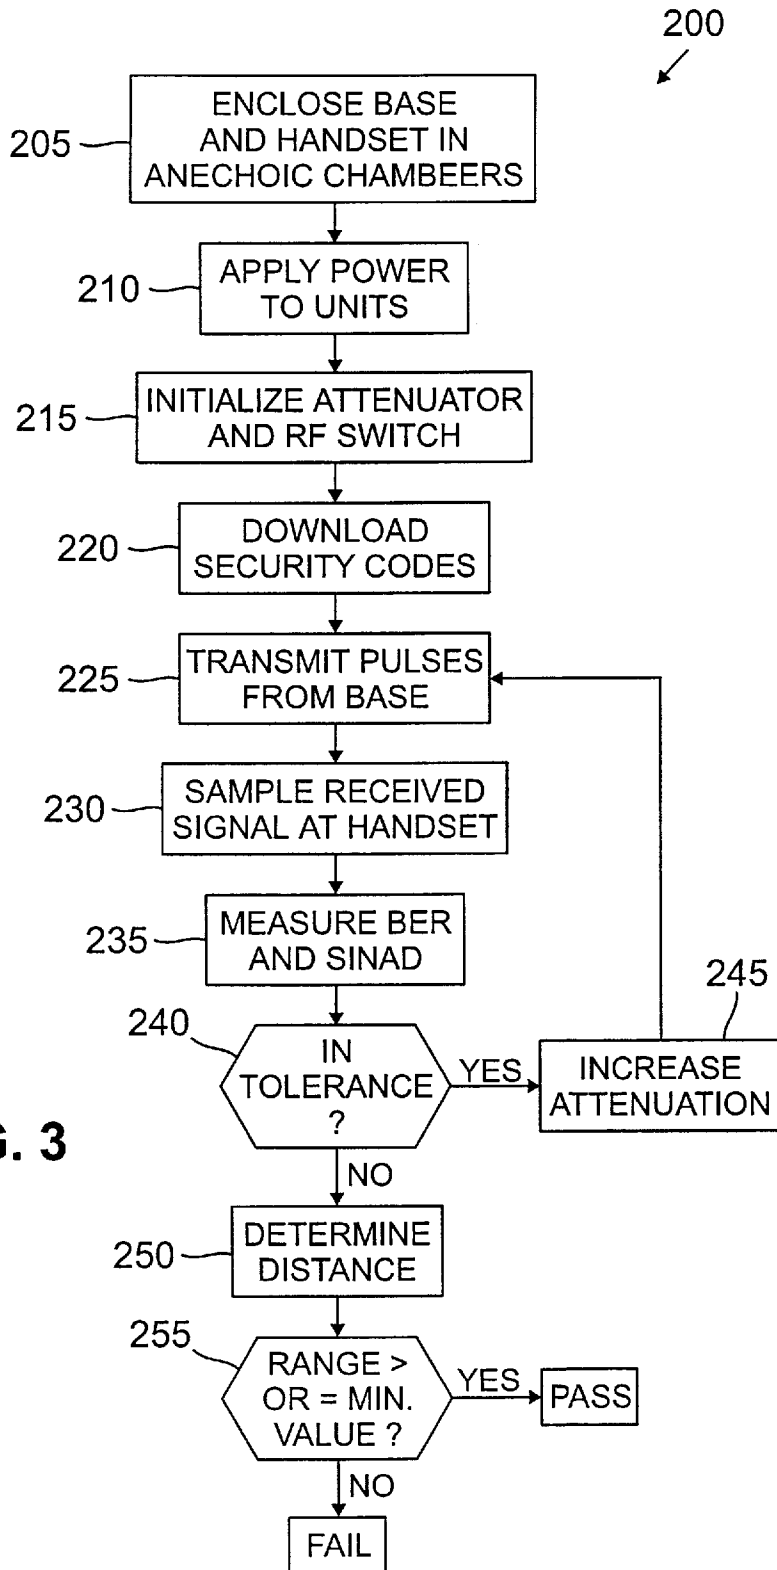 200
205
ENCLOSE BASE
AND HANDSET IN
ANECHOIC CHAMBEERS
210
APPLY POWER
TO UNITS
215
INITIALIZE ATTENUATOR
AND RF SWITCH
220
DOWNLOAD
SECURITY CODES
225
TRANSMIT PULSES
FROM BASE
230
SAMPLE RECEIVED
SIGNAL AT HANDSET
235
MEASURE BER
AND SINAD
240
IN
TOLERANCE
?
YES
245
INCREASE
ATTENUATION
G. 3
NO
250
DETERMINE
DISTANCE
255
RANGE >
OR = MIN.
VALUE ?
YES
PASS
NO
FAIL